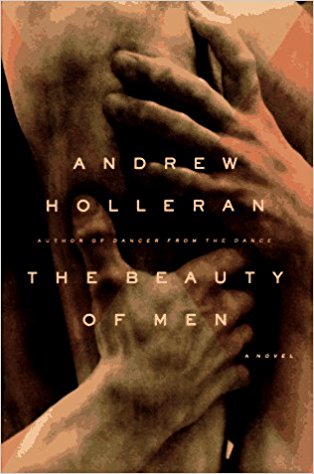 ANDREW
HOLLERAN
AUTHOR OF DANCER FROM THE DANCE
THE BEAUTY
OF MEN
A NOVEL